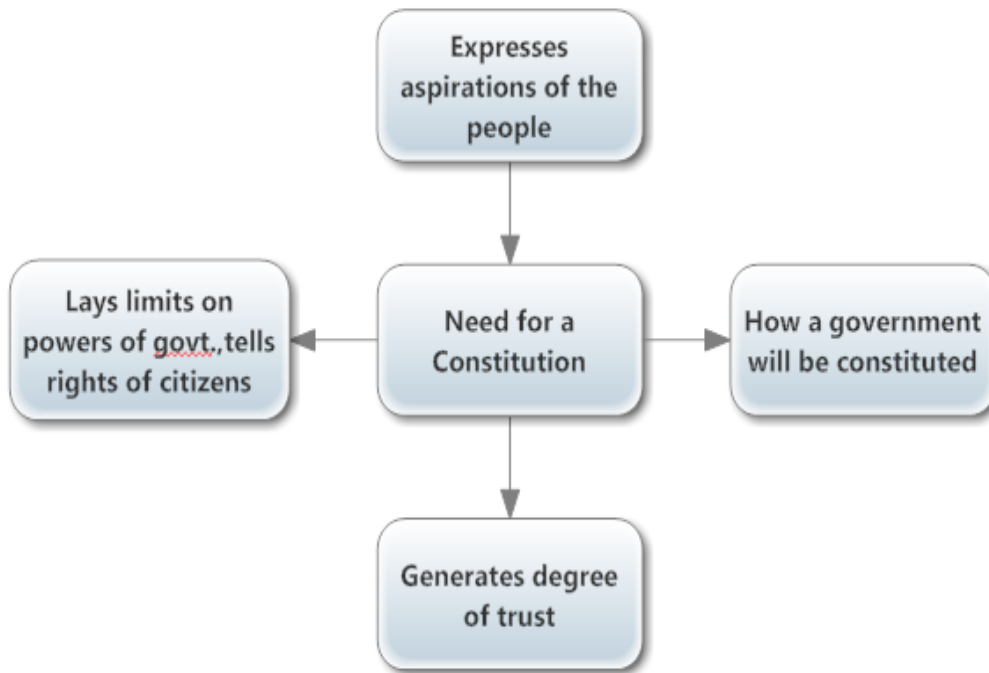 Expresses
aspirations of the
people
Lays limits on
powers of govt.,tells
rights of citizens
Need for a
Constitution
How a government
will be constituted
Generates degree
of trust